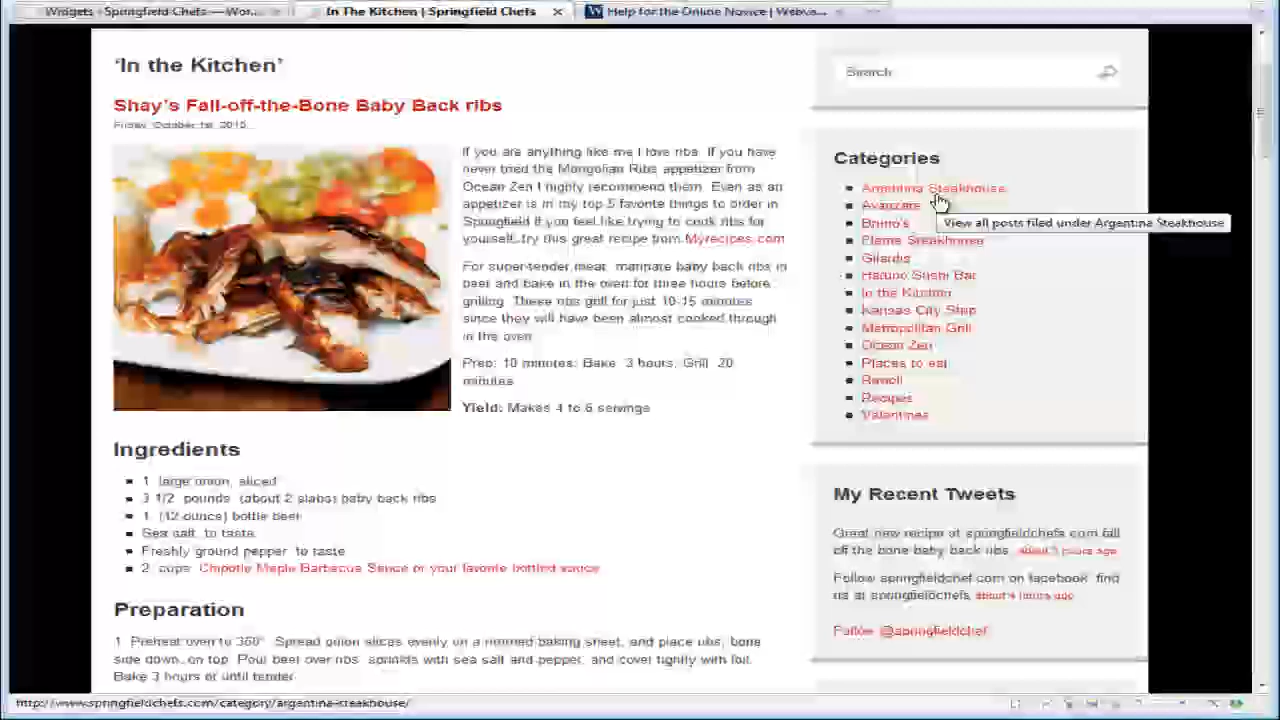 Widgets ‹ Springfield Chefs — Wor...
In The Kitchen | Springfield Chefs
Help for the Online Novice | Webva...
‘In the Kitchen’
Shay’s Fall-off-the-Bone Baby Back ribs
Friday, October 1st, 2010
If you are anything like me I love ribs. If you have
never tried the Mongolian Ribs appetizer from
Ocean Zen I highly recommend them. Even as an
appetizer is in my top 5 favorite things to order in
Springfield. If you feel like trying to cook ribs for
yourself, try this great recipe from Myrecipes.com
For super-tender meat, marinate baby back ribs in
beer and bake in the oven for three hours before
grilling. These ribs grill for just 10-15 minutes
since they will have been almost cooked through
in the oven.
Prep: 10 minutes; Bake: 3 hours; Grill: 20
minutes
Yield: Makes 4 to 6 servings
Ingredients
1 large onion, sliced
3 1/2 pounds (about 2 slabs) baby back ribs
1 (12 ounce) bottle beer
Sea salt, to taste
Freshly ground pepper, to taste
2 cups Chipotle Maple Barbecue Sauce or your favorite bottled sauce
Preparation
1. Preheat oven to 350°. Spread onion slices evenly on a rimmed baking sheet, and place ribs, bone
side down, on top. Pour beer over ribs, sprinkle with sea salt and pepper, and cover tightly with foil.
Bake 3 hours or until tender.
Search
Categories
Argentina Steakhouse
Avanzare
Bruno's
View all posts filed under Argentina Steakhouse
Flame Steakhouse
Gilardis
Haruno Sushi Bar
In the Kitchen
Kansas City Strip
Metropolitan Grill
Ocean Zen
Places to eat
Ravioli
Recipes
Valentines
My Recent Tweets
Great new recipe at springfieldchefs.com fall
off the bone baby back ribs. about 3 hours ago
Follow springfieldchef.com on facebook. find
us at springfieldchefs about 4 hours ago
Follow @springfieldchef
http://www.springfieldchefs.com/category/argentina-steakhouse/